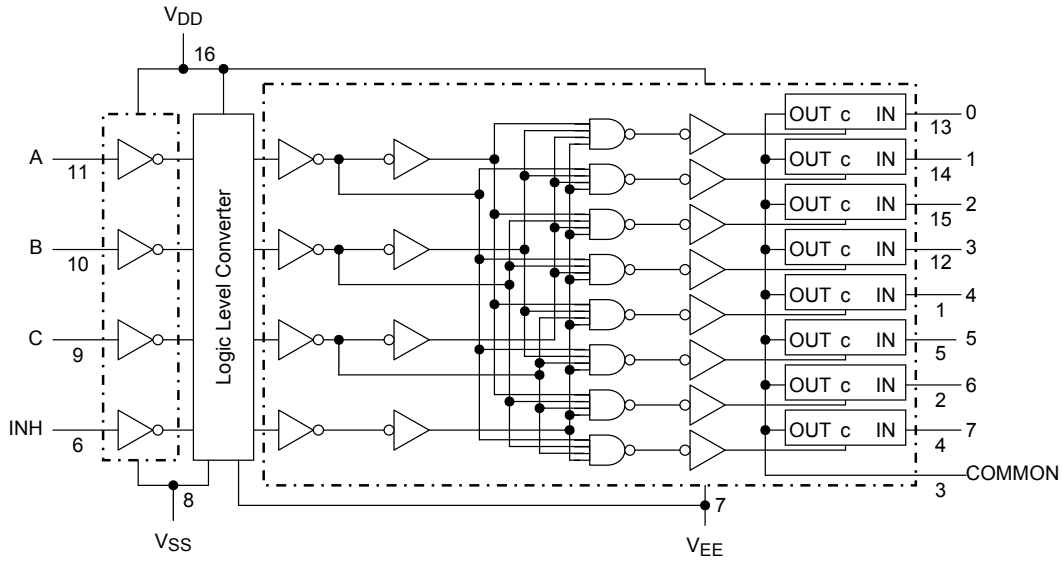 VDD
16
A
11
B
10
C
9
INH
6
Logic Level Converter
8
VSS
7
VEE
OUT c IN
0
13
OUT c IN
1
14
OUT c IN
2
15
OUT c IN
3
12
OUT c IN
4
1
OUT c IN
5
5
OUT c IN
6
2
OUT c IN
7
4
COMMON
3